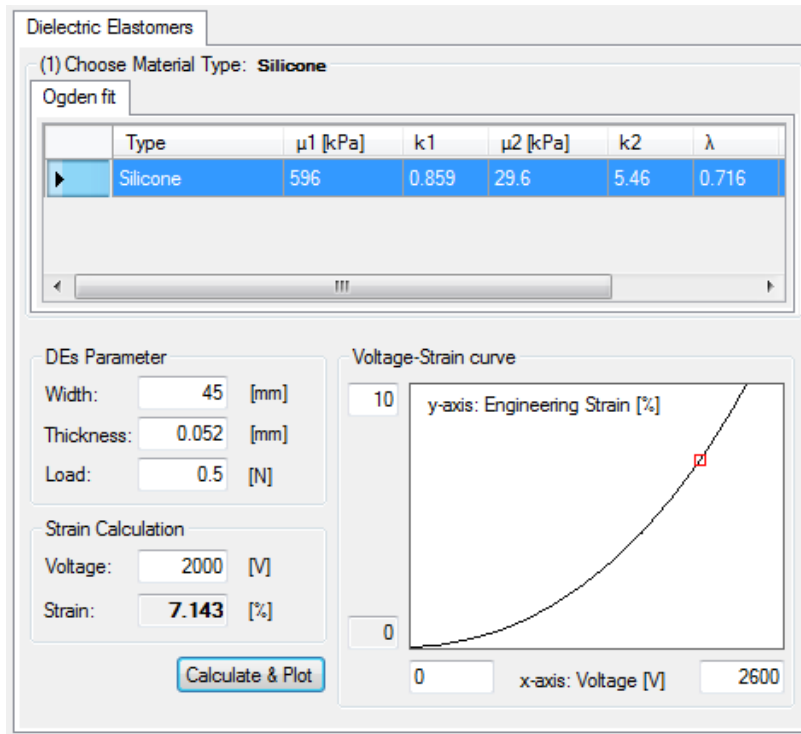 Dielectric Elastomers
(1) Choose Material Type: Silicone
Ogden fit
Type μ1 [kPa] k1 μ2 [kPa] k2 λ
Silicone 596 0.859 29.6 5.46 0.716
DEs Parameter
Width: 45 [mm]
Thickness: 0.052 [mm]
Load: 0.5 [N]
Strain Calculation
Voltage: 2000 [V]
Strain: 7.143 [%]
Calculate & Plot
Voltage-Strain curve
10
y-axis: Engineering Strain [%]
0
0 x-axis: Voltage [V] 2600